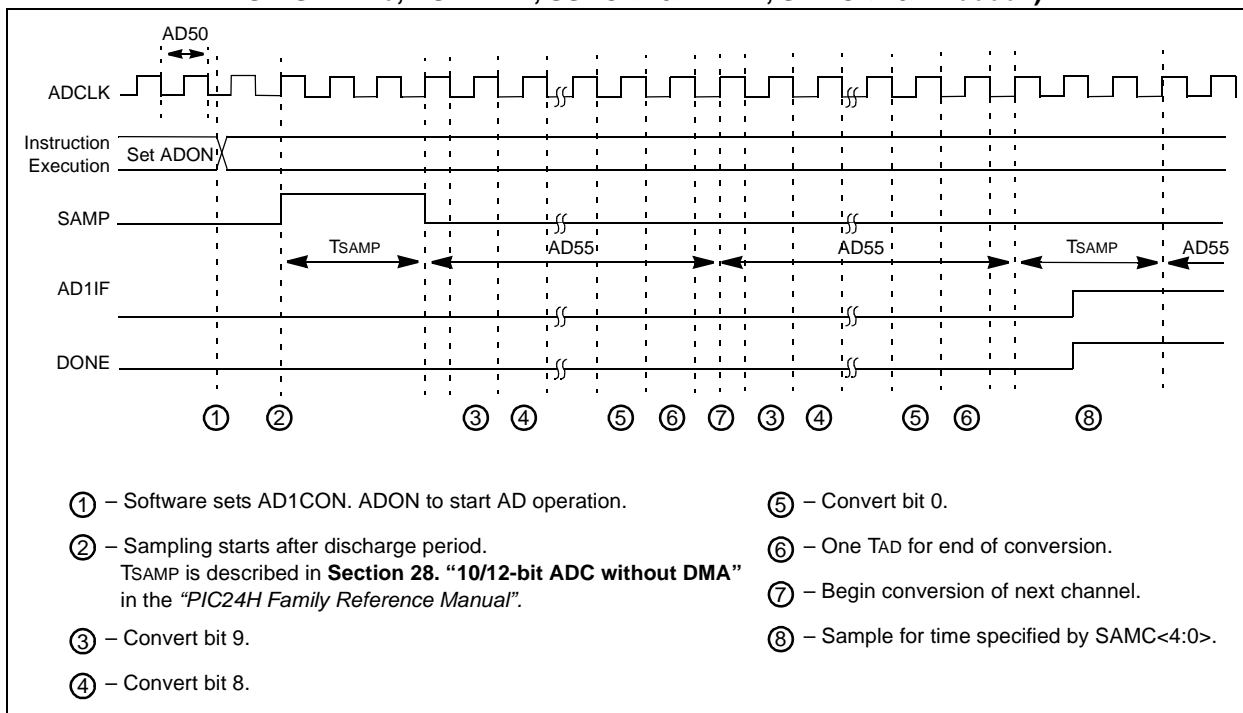 AD50
ADCLK
Instruction
Execution
Set ADON
SAMP
TSAMP
AD55
AD55
TSAMP
AD55
AD1IF
DONE
1 2 3 4 5 6 7 3 4 5 6 8
1 – Software sets AD1CON. ADON to start AD operation.
2 – Sampling starts after discharge period.
TSAMP is described in Section 28. “10/12-bit ADC without DMA”
in the “PIC24H Family Reference Manual”.
3 – Convert bit 9.
4 – Convert bit 8.
5 – Convert bit 0.
6 – One TAD for end of conversion.
7 – Begin conversion of next channel.
8 – Sample for time specified by SAMC<4:0>.